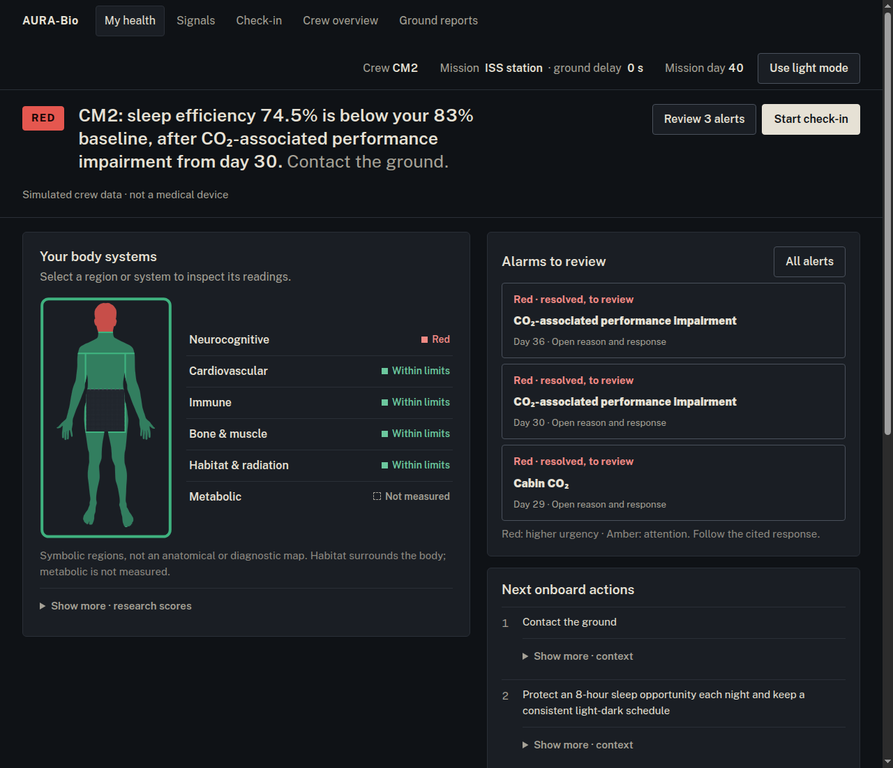 AURA-Bio My health Signals Check-in Crew overview Ground reports
Crew CM2 Mission ISS station · ground delay 0 s Mission day 40 Use light mode
RED
CM2: sleep efficiency 74.5% is below your 83%
baseline, after CO₂-associated performance
impairment from day 30. Contact the ground.
Review 3 alerts Start check-in
Simulated crew data · not a medical device
Your body systems
Select a region or system to inspect its readings.
Neurocognitive Red
Cardiovascular Within limits
Immune Within limits
Bone & muscle Within limits
Habitat & radiation Within limits
Metabolic Not measured
Symbolic regions, not an anatomical or diagnostic map. Habitat surrounds the body;
metabolic is not measured.
Show more · research scores
Alarms to review All alerts
Red · resolved, to review
CO₂-associated performance impairment
Day 36 · Open reason and response
Red · resolved, to review
CO₂-associated performance impairment
Day 30 · Open reason and response
Red · resolved, to review
Cabin CO₂
Day 29 · Open reason and response
Red: higher urgency · Amber: attention. Follow the cited response.
Next onboard actions
1 Contact the ground
Show more · context
2 Protect an 8-hour sleep opportunity each night and keep a
consistent light-dark schedule
Show more · context